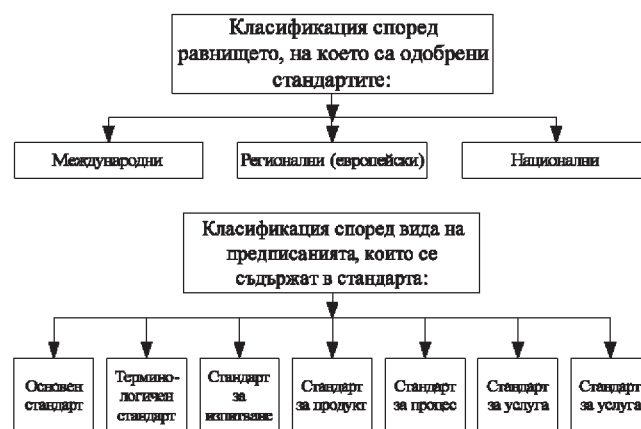 Класификация според
равнището, на което са одобрени
стандартите:
Международни
Регионални (европейски)
Национални
Класификация според вида на
предписанията, които се
съдържат в стандарта:
Основен
стандарт
Термино-
логичен
стандарт
Стандарт
за
изпитване
Стандарт
за продукт
Стандарт
за процес
Стандарт
за услуга
Стандарт
за услуга